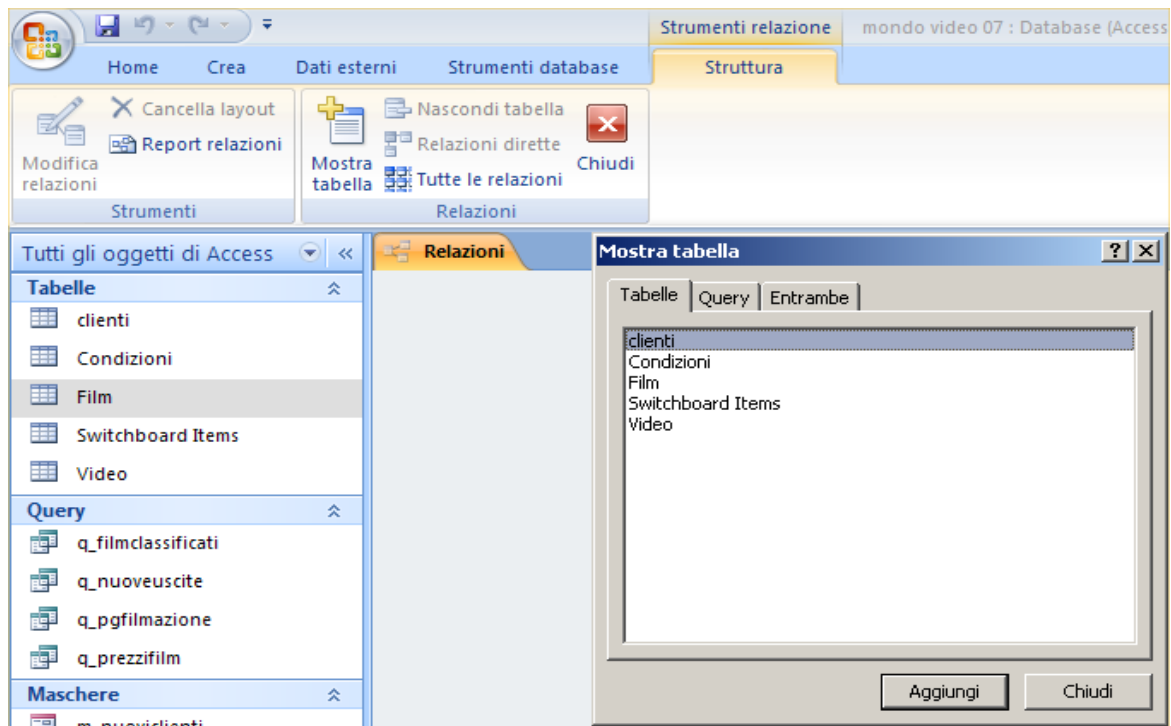 Strumenti relazione
mondo video 07 : Database (Access
Home Crea Dati esterni Strumenti database Struttura
Modifica relazioni
Cancella layout
Report relazioni
Strumenti
Mostra tabella
Nascondi tabella
Relazioni dirette
Tutte le relazioni
Chiudi
Relazioni
Tutti gli oggetti di Access
Tabelle
clienti
Condizioni
Film
Switchboard Items
Video
Query
q_filmclassificati
q_nuoveuscite
q_pgfilmazione
q_prezzifilm
Maschere
m_nuoviclienti
Relazioni
Mostra tabella
Tabelle Query Entrambe
clienti
Condizioni
Film
Switchboard Items
Video
Aggiungi Chiudi